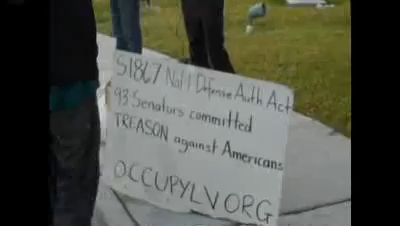 S1867 Nat'l Defense Auth Act
93 Senators committed
TREASON against Americans
OCCUPYLV.ORG